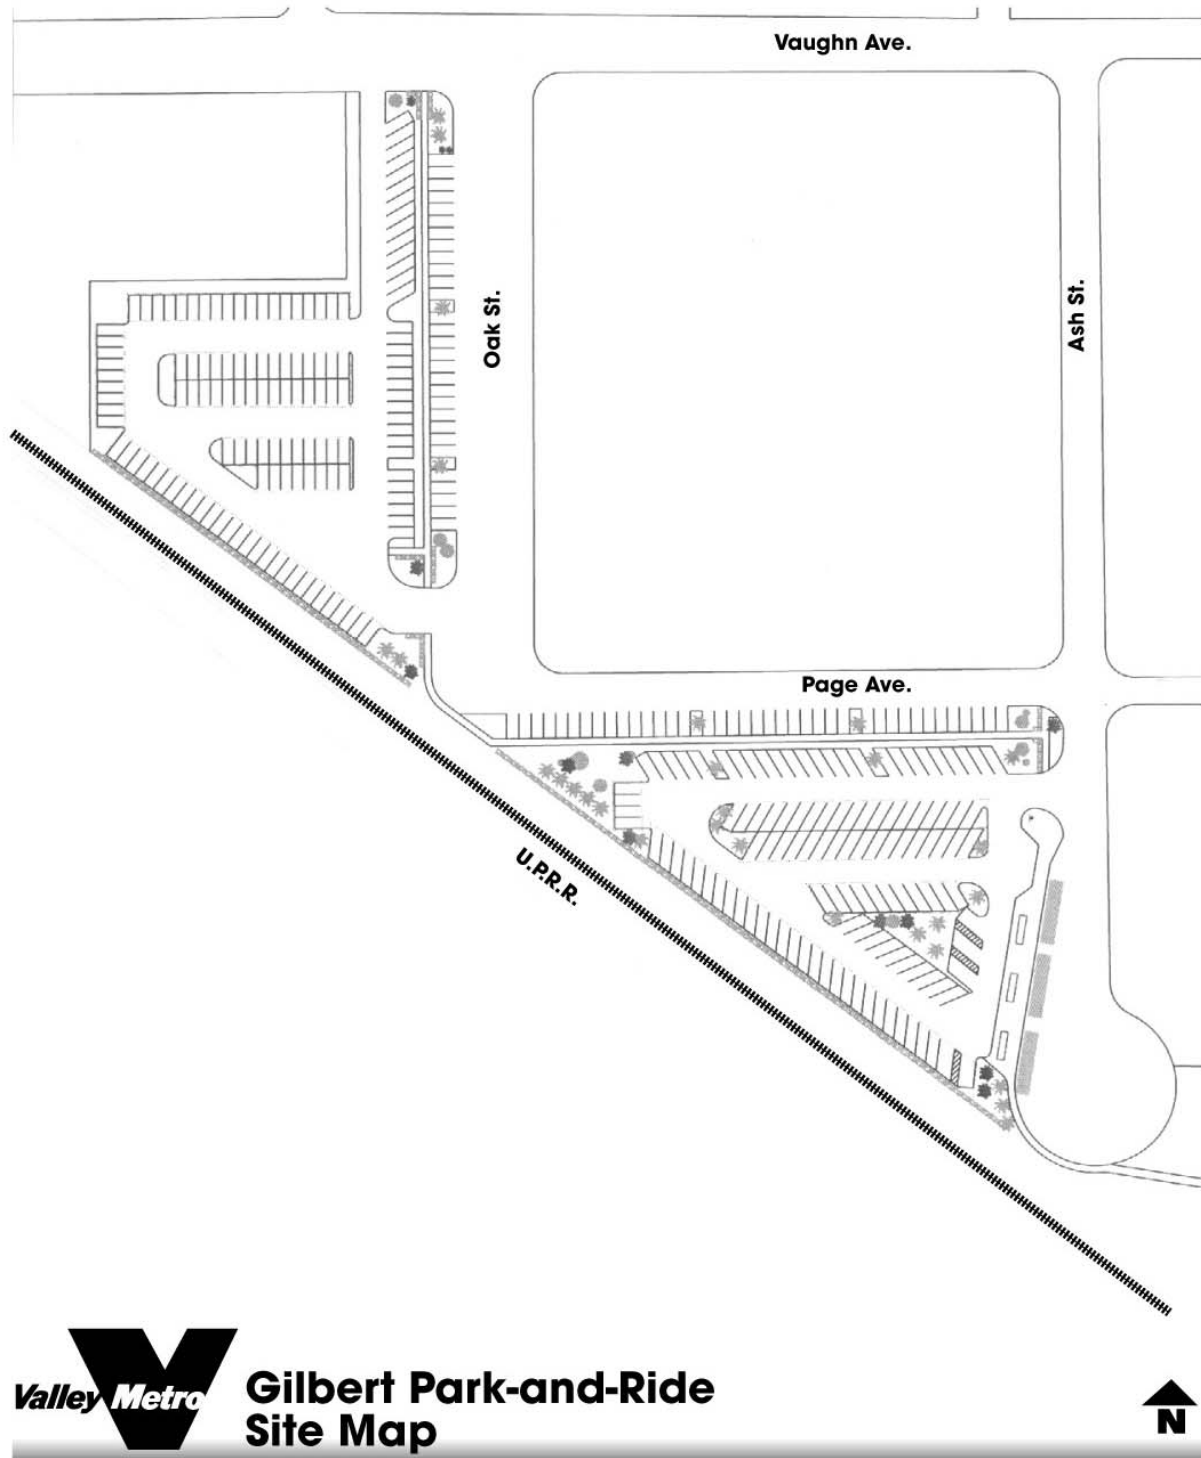 Vaughn Ave.
Oak St.
Ash St.
Page Ave.
U.P.R.R.
Valley Metro
Gilbert Park-and-Ride
Site Map
N